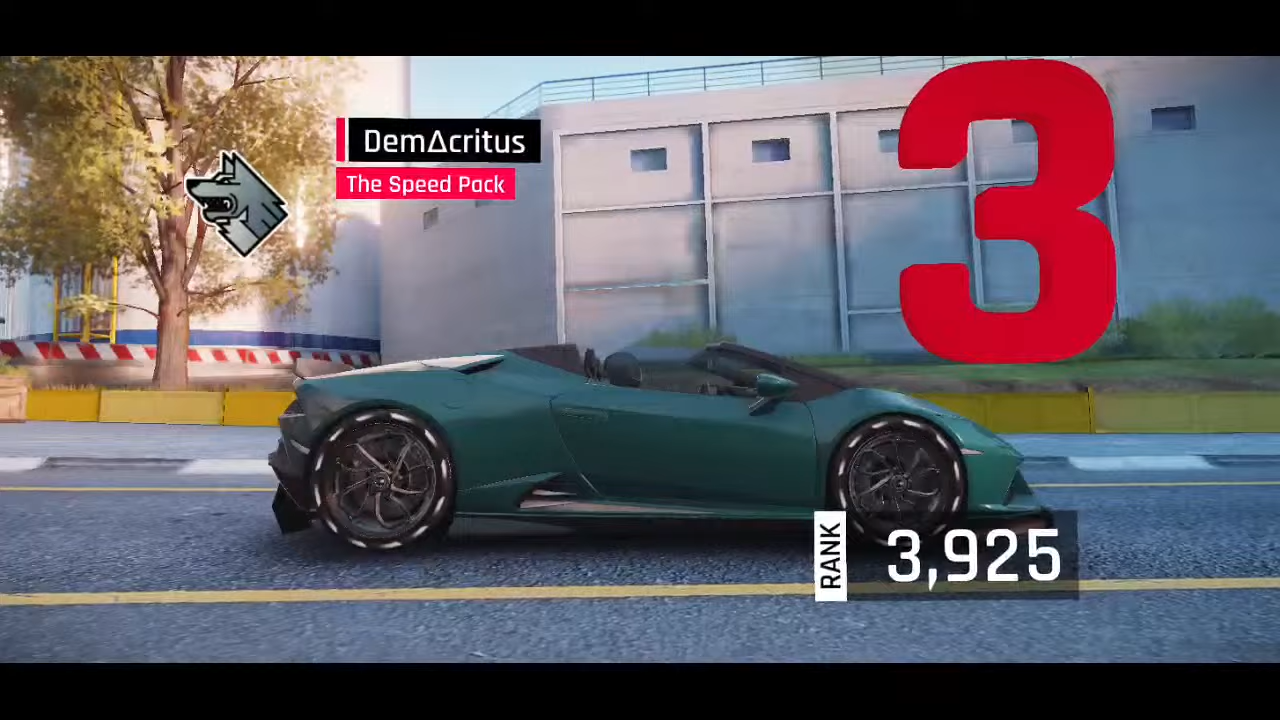 DemΔcritus
The Speed Pack
3
RANK
3,925